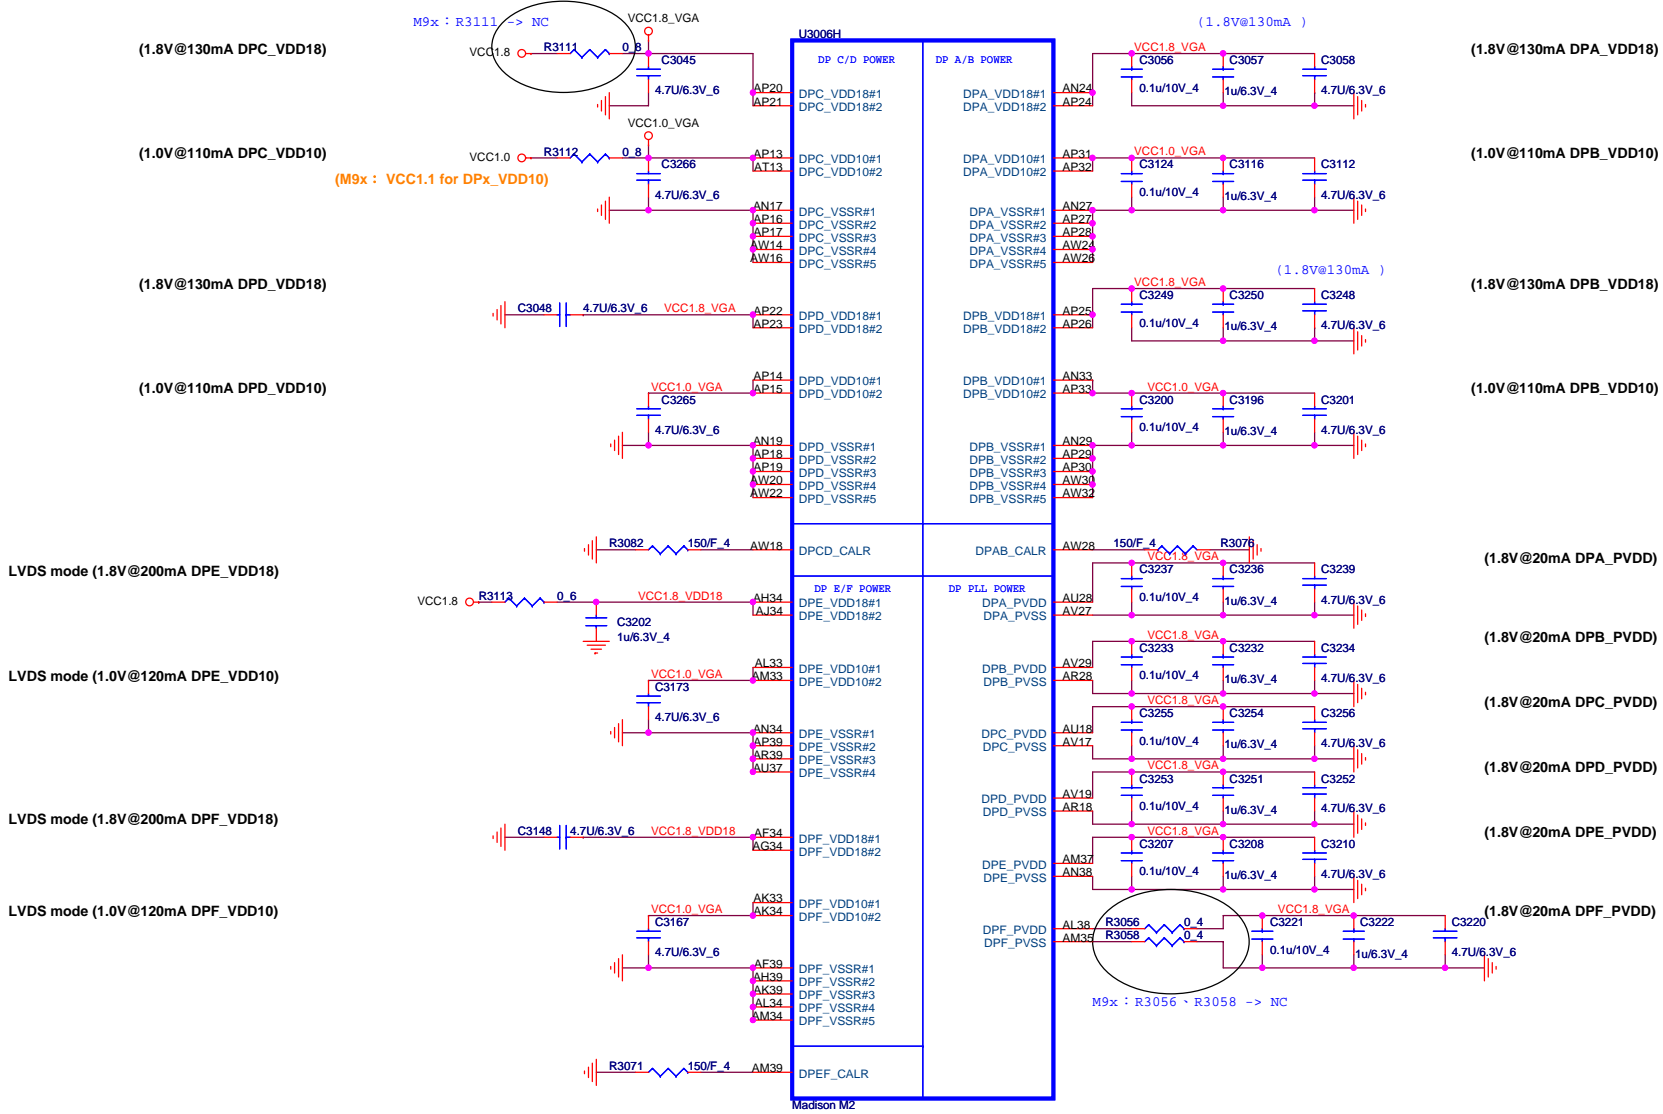 M9x：R3111 -> NC
VCC1.8_VGA
(1.8V@130mA )
U3006H
(1.8V@130mA DPC_VDD18)
VCC1.8 R3111 0_8
DP C/D POWER DP A/B POWER
VCC1.8_VGA
(1.8V@130mA DPA_VDD18)
C3045
C3056 C3057 C3058
4.7U/6.3V_6
AP20 DPC_VDD18#1 DPA_VDD18#1 AN24
0.1u/10V_4 1u/6.3V_4 4.7U/6.3V_6
AP21 DPC_VDD18#2 DPA_VDD18#2 AP24
VCC1.0_VGA
(1.0V@110mA DPC_VDD10)
VCC1.0 R3112 0_8
VCC1.0_VGA
(1.0V@110mA DPB_VDD10)
AP13 DPC_VDD10#1 DPA_VDD10#1 AP31
C3266
AT13 DPC_VDD10#2 DPA_VDD10#2 AP32
C3124 C3116 C3112
(M9x： VCC1.1 for DPx_VDD10)
4.7U/6.3V_6
0.1u/10V_4 1u/6.3V_4 4.7U/6.3V_6
AN17 DPC_VSSR#1 DPA_VSSR#1 AN27
AP16 DPC_VSSR#2 DPA_VSSR#2 AP27
AP17 DPC_VSSR#3 DPA_VSSR#3 AP28
AW14 DPC_VSSR#4 DPA_VSSR#4 AW24
AW16 DPC_VSSR#5 DPA_VSSR#5 AW26
(1.8V@130mA )
(1.8V@130mA DPD_VDD18)
VCC1.8_VGA
(1.8V@130mA DPB_VDD18)
C3249 C3250 C3248
C3048 4.7U/6.3V_6 VCC1.8_VGA
AP22 DPD_VDD18#1 DPB_VDD18#1 AP25
AP23 DPD_VDD18#2 DPB_VDD18#2 AP26
0.1u/10V_4 1u/6.3V_4 4.7U/6.3V_6
(1.0V@110mA DPD_VDD10)
AP14 DPD_VDD10#1 DPB_VDD10#1 AN33
VCC1.0_VGA
AP15 DPD_VDD10#2 DPB_VDD10#2 AP33
VCC1.0_VGA
(1.0V@110mA DPB_VDD10)
C3265
C3200 C3196 C3201
4.7U/6.3V_6
0.1u/10V_4 1u/6.3V_4 4.7U/6.3V_6
AN19 DPD_VSSR#1 DPB_VSSR#1 AN29
AP18 DPD_VSSR#2 DPB_VSSR#2 AP29
AP19 DPD_VSSR#3 DPB_VSSR#3 AP30
AW20 DPD_VSSR#4 DPB_VSSR#4 AW30
AW22 DPD_VSSR#5 DPB_VSSR#5 AW32
R3082 150/F_4 AW18 DPCD_CALR DPAB_CALR AW28 150/F_4 R3076
LVDS mode (1.8V@200mA DPE_VDD18)
VCC1.8_VGA
(1.8V@20mA DPA_PVDD)
C3237 C3236 C3239
DP E/F POWER DP PLL POWER
VCC1.8 R3113 0_6 VCC1.8_VDD18
AH34 DPE_VDD18#1 DPA_PVDD AU28
0.1u/10V_4 1u/6.3V_4 4.7U/6.3V_6
AJ34 DPE_VDD18#2 DPA_PVSS AV27
C3202
1u/6.3V_4
VCC1.8_VGA
(1.8V@20mA DPB_PVDD)
C3233 C3232 C3234
LVDS mode (1.0V@120mA DPE_VDD10)
AL33 DPE_VDD10#1 DPB_PVDD AV29
VCC1.0_VGA
AM33 DPE_VDD10#2 DPB_PVSS AR28
0.1u/10V_4 1u/6.3V_4 4.7U/6.3V_6
C3173
4.7U/6.3V_6
VCC1.8_VGA
(1.8V@20mA DPC_PVDD)
C3255 C3254 C3256
AN34 DPE_VSSR#1 DPC_PVDD AU18
AP39 DPE_VSSR#2 DPC_PVSS AV17
0.1u/10V_4 1u/6.3V_4 4.7U/6.3V_6
AR39 DPE_VSSR#3
AU37 DPE_VSSR#4
VCC1.8_VGA
(1.8V@20mA DPD_PVDD)
C3253 C3251 C3252
DPD_PVDD AV19
DPD_PVSS AR18
0.1u/10V_4 1u/6.3V_4 4.7U/6.3V_6
LVDS mode (1.8V@200mA DPF_VDD18)
C3148 4.7U/6.3V_6 VCC1.8_VDD18
AF34 DPF_VDD18#1
AG34 DPF_VDD18#2
VCC1.8_VGA
(1.8V@20mA DPE_PVDD)
C3207 C3208 C3210
DPE_PVDD AM37
DPE_PVSS AN38
0.1u/10V_4 1u/6.3V_4 4.7U/6.3V_6
LVDS mode (1.0V@120mA DPF_VDD10)
AK33 DPF_VDD10#1
VCC1.0_VGA
AK34 DPF_VDD10#2
VCC1.8_VGA
(1.8V@20mA DPF_PVDD)
C3167
DPF_PVDD AL38 R3056 0_4
DPF_PVSS AM35 R3058 0_4
C3221 C3222 C3220
4.7U/6.3V_6
0.1u/10V_4 1u/6.3V_4 4.7U/6.3V_6
AF39 DPF_VSSR#1
AH39 DPF_VSSR#2
AK39 DPF_VSSR#3
AL34 DPF_VSSR#4
AM34 DPF_VSSR#5
M9x：R3056、R3058 -> NC
R3071 150/F_4 AM39 DPEF_CALR
Madison M2